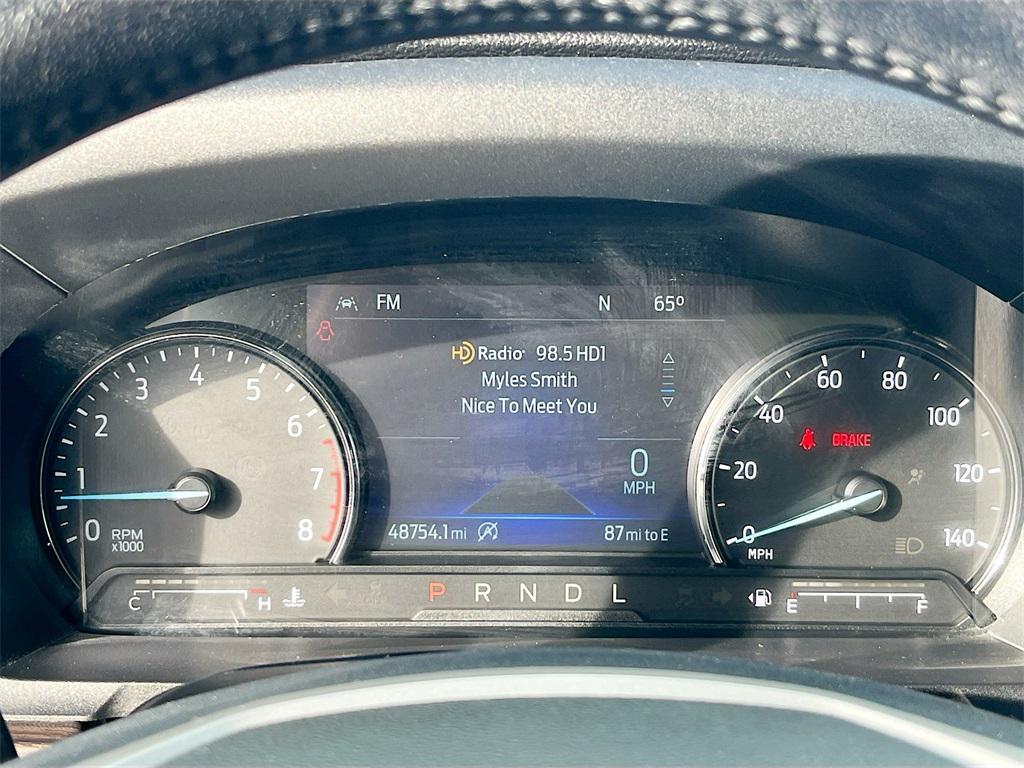 FM N 65°
HD Radio 98.5 HD1
Myles Smith
Nice To Meet You
0
MPH
48754.1 mi 87 mi to E
0 1 2 3 4 5 6 7 8
RPM
x1000
0 20 40 60 80 100 120 140
MPH
BRAKE
C H P R N D L E F